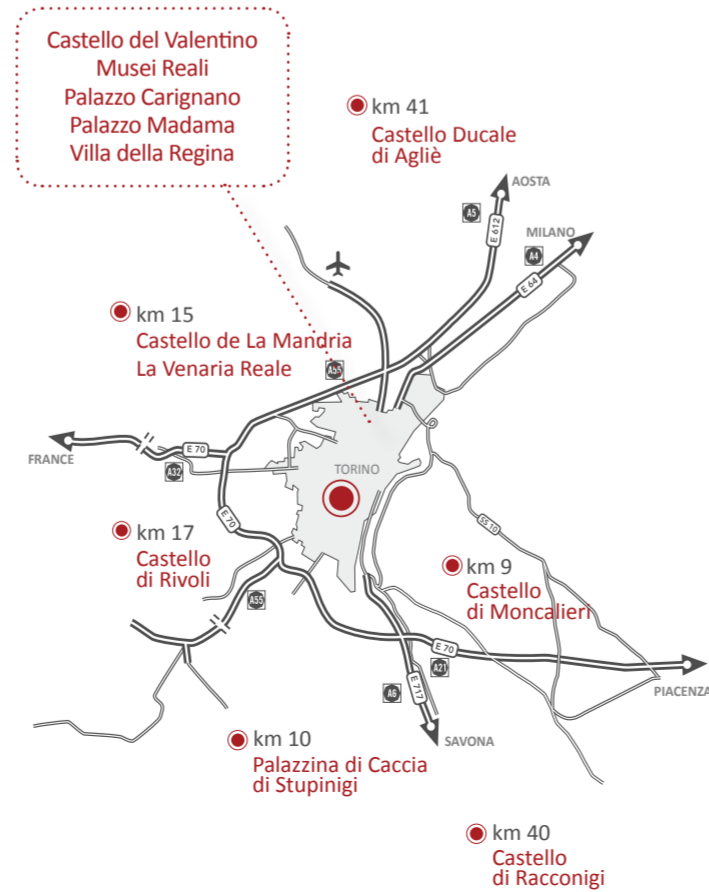 Castello del Valentino
Musei Reali
Palazzo Carignano
Palazzo Madama
Villa della Regina
km 41
Castello Ducale
di Agliè
AOSTA
A5
E 612
MILANO
A4
E 64
km 15
Castello de La Mandria
La Venaria Reale
A55
FRANCE
E 70
A32
TORINO
E 70
SS 10
km 17
Castello
di Rivoli
km 9
Castello
di Moncalieri
A55
E 70
A21
PIACENZA
A6
E 717
SAVONA
km 10
Palazzina di Caccia
di Stupinigi
km 40
Castello
di Racconigi